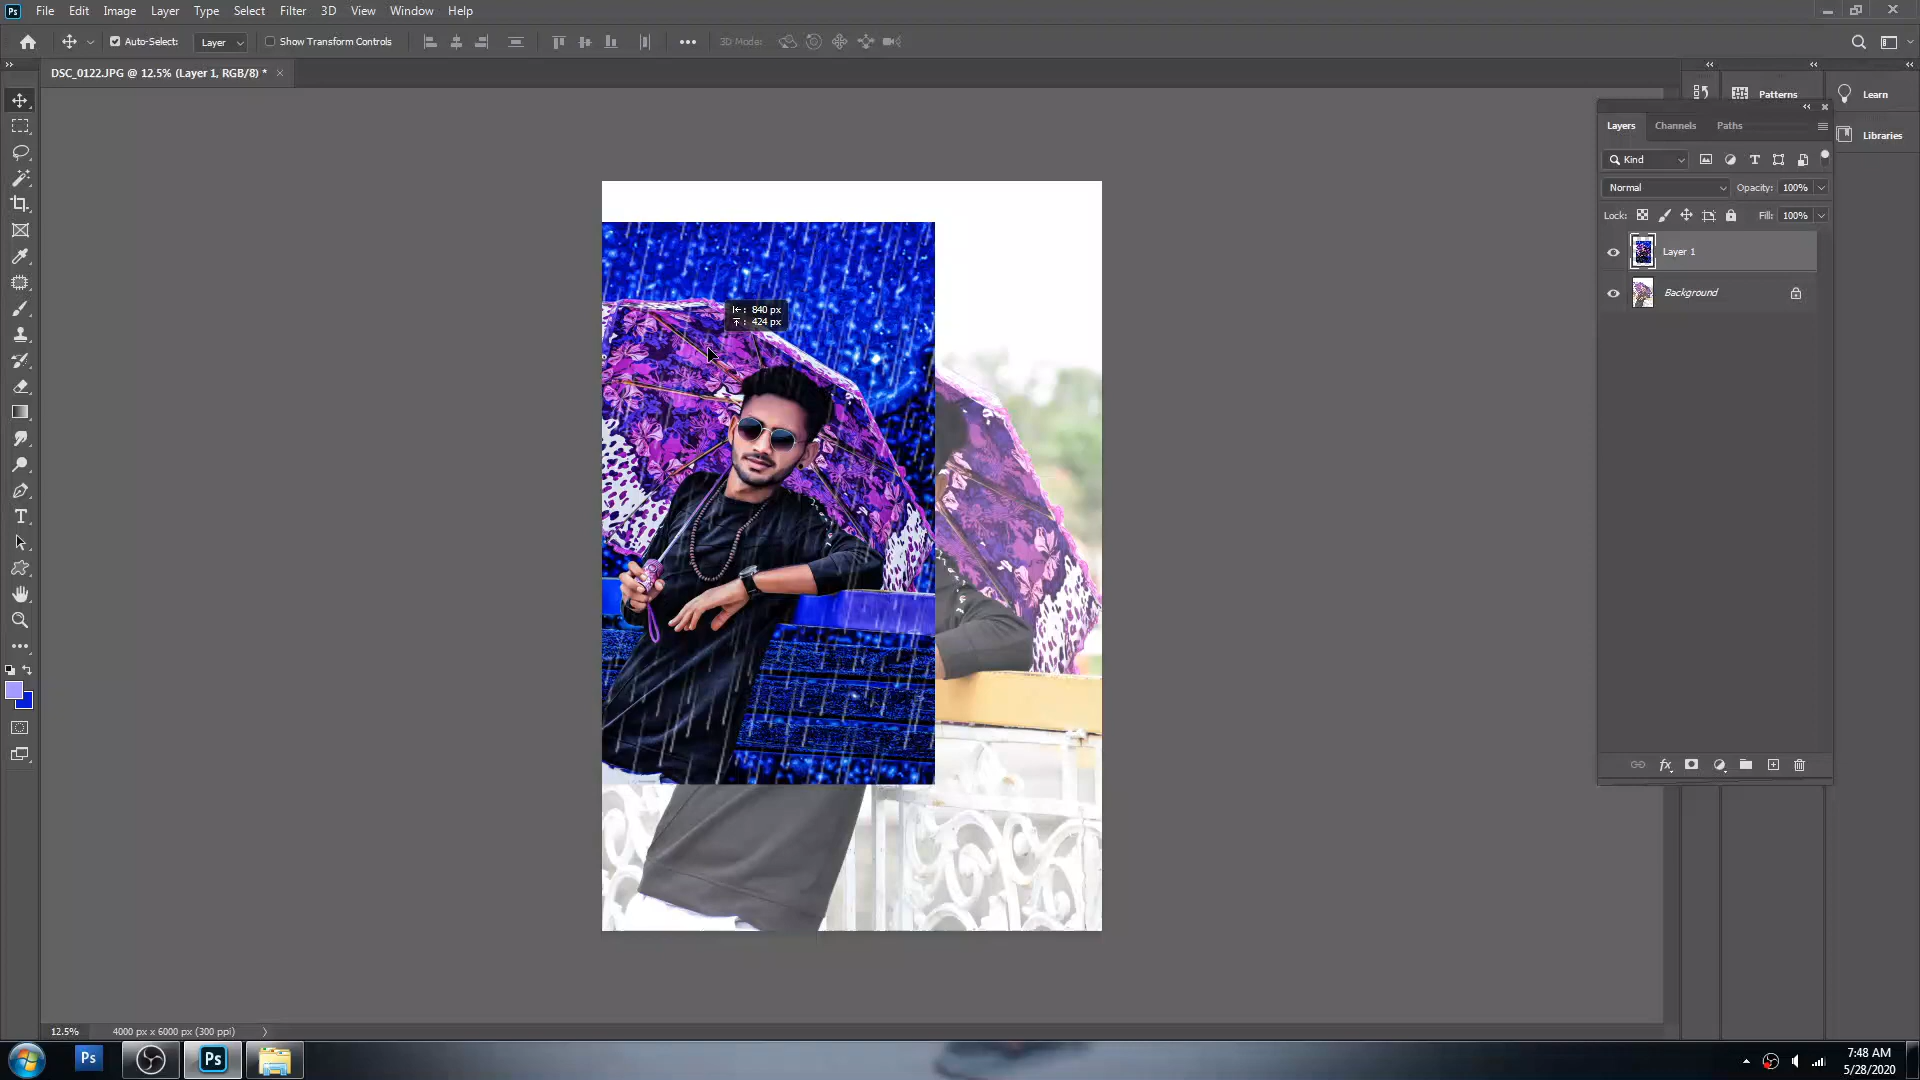 Ps File Edit Image Layer Type Select Filter 3D View Window Help
Auto-Select: Layer Show Transform Controls 3D Mode:
DSC_0122.JPG @ 12.5% (Layer 1, RGB/8) * ×
Patterns
Learn
Libraries
Layers Channels Paths
Kind
Normal Opacity: 100%
Lock: Fill: 100%
Layer 1
Background
: 840 px
: 424 px
12.5% 4000 px x 6000 px (300 ppi)
Ps Ps
7:48 AM
5/28/2020